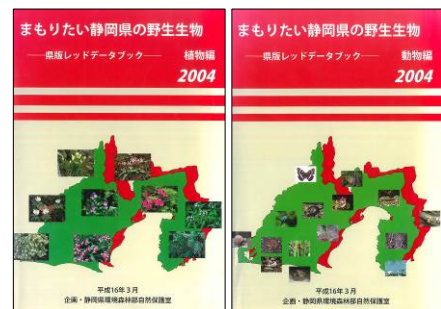 まもりたい静岡県の野生生物
――県版レッドデータブック――　植物編
2004
平成16年3月
企画・静岡県環境森林部自然保護室
まもりたい静岡県の野生生物
――県版レッドデータブック――　動物編
2004
平成16年3月
企画・静岡県環境森林部自然保護室